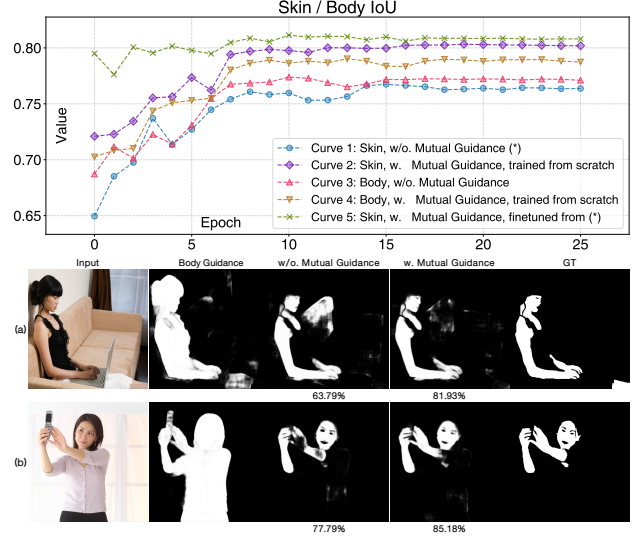 Skin / Body IoU
0.80
0.75
0.70
0.65
Value
Curve 1: Skin, w/o. Mutual Guidance (*)
Curve 2: Skin, w. Mutual Guidance, trained from scratch
Curve 3: Body, w/o. Mutual Guidance
Curve 4: Body, w. Mutual Guidance, trained from scratch
Curve 5: Skin, w. Mutual Guidance, finetuned from (*)
Epoch
0 5 10 15 20 25
Input Body Guidance w/o. Mutual Guidance w. Mutual Guidance GT
(a)
63.79% 81.93%
(b)
77.79% 85.18%